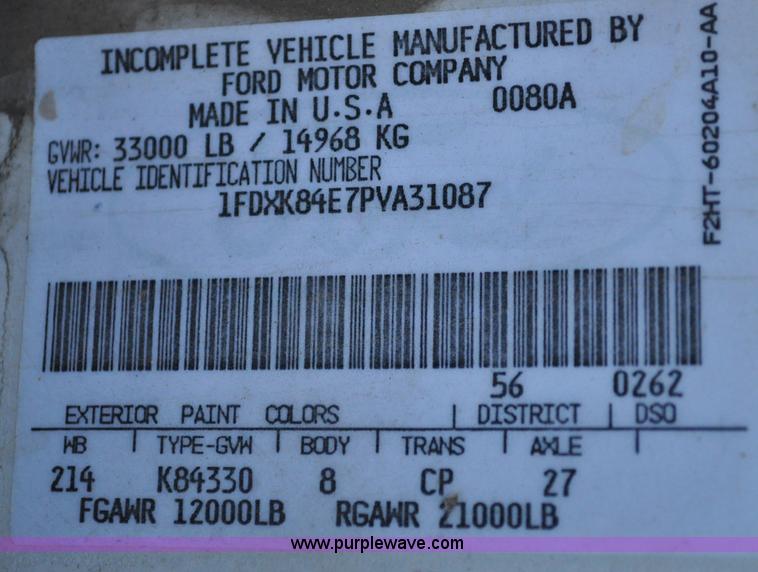 INCOMPLETE VEHICLE MANUFACTURED BY
FORD MOTOR COMPANY
MADE IN U.S.A 0080A
GVWR: 33000 LB / 14968 KG
VEHICLE IDENTIFICATION NUMBER
1FDXK84E7PVA31087
F2HT-60204A10-AA
56 0262
EXTERIOR PAINT COLORS DISTRICT DSO
WB TYPE-GVW BODY TRANS AXLE
214 K84330 8 CP 27
FGAWR 12000LB RGAWR 21000LB
www.purplewave.com